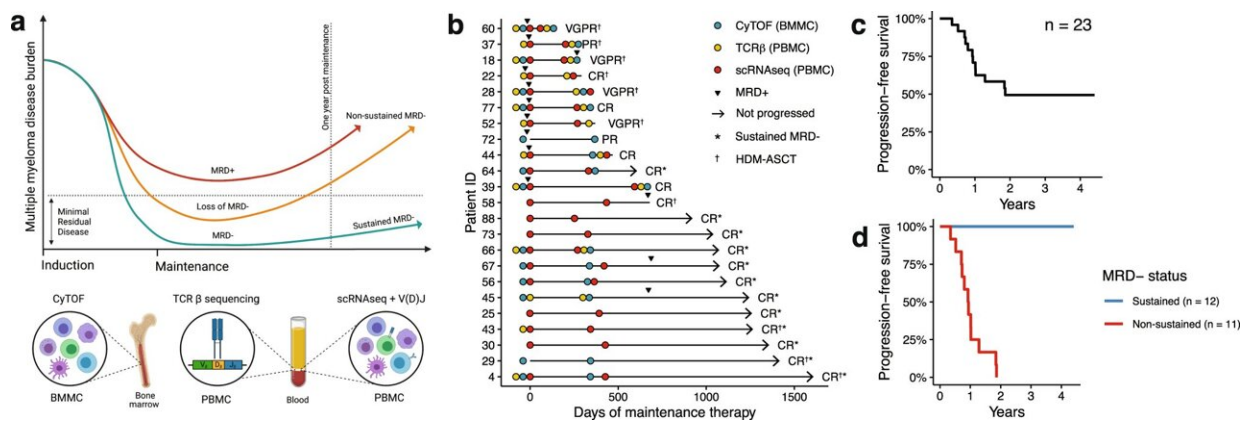 a
Multiple myeloma disease burden
One year post maintenance
Non-sustained MRD-
MRD+
Loss of MRD-
Minimal
Residual
Disease
MRD-
Sustained MRD-
Induction
Maintenance
CyTOF
BMMC
Bone
marrow
TCR β sequencing
PBMC
Blood
scRNAseq + V(D)J
PBMC
b
Patient ID
60 VGPR†
37 PR†
18 VGPR†
22 CR†
28 VGPR†
77 CR
52 VGPR†
72 PR
44 CR
64 CR*
39 CR
58 CR†
88 CR*
73 CR*
66 CR*
67 CR*
56 CR*
45 CR*
25 CR*
43 CR†*
30 CR*
29 CR†*
4 CR†*
0 500 1000 1500
Days of maintenance therapy
CyTOF (BMMC)
TCRβ (PBMC)
scRNAseq (PBMC)
MRD+
Not progressed
Sustained MRD-
HDM-ASCT
c
Progression-free survival
100%
75%
50%
25%
0%
n = 23
0 1 2 3 4
Years
d
Progression-free survival
100%
75%
50%
25%
0%
0 1 2 3 4
Years
MRD- status
Sustained (n = 12)
Non-sustained (n = 11)